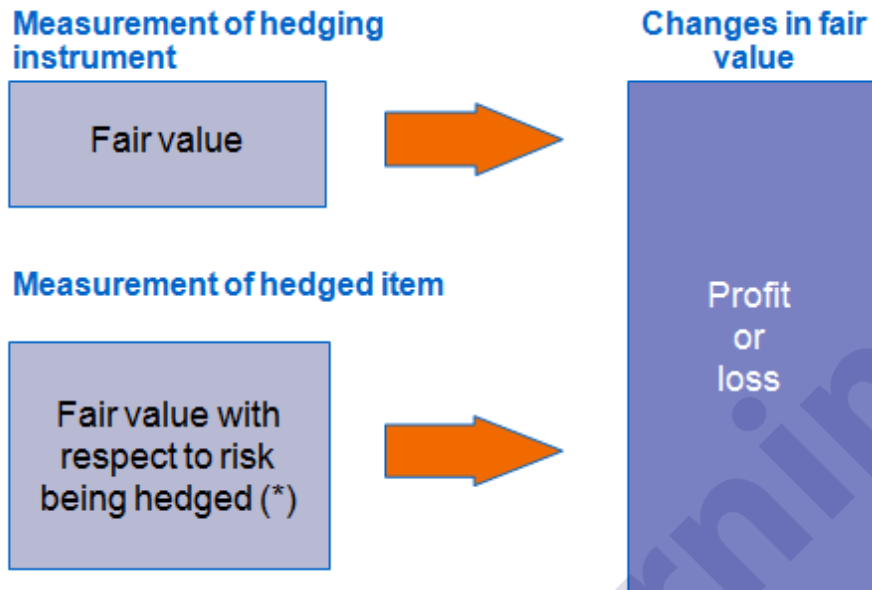 Measurement of hedging
instrument
Changes in fair
value
Fair value
Measurement of hedged item
Profit
or
loss
Fair value with
respect to risk
being hedged (*)